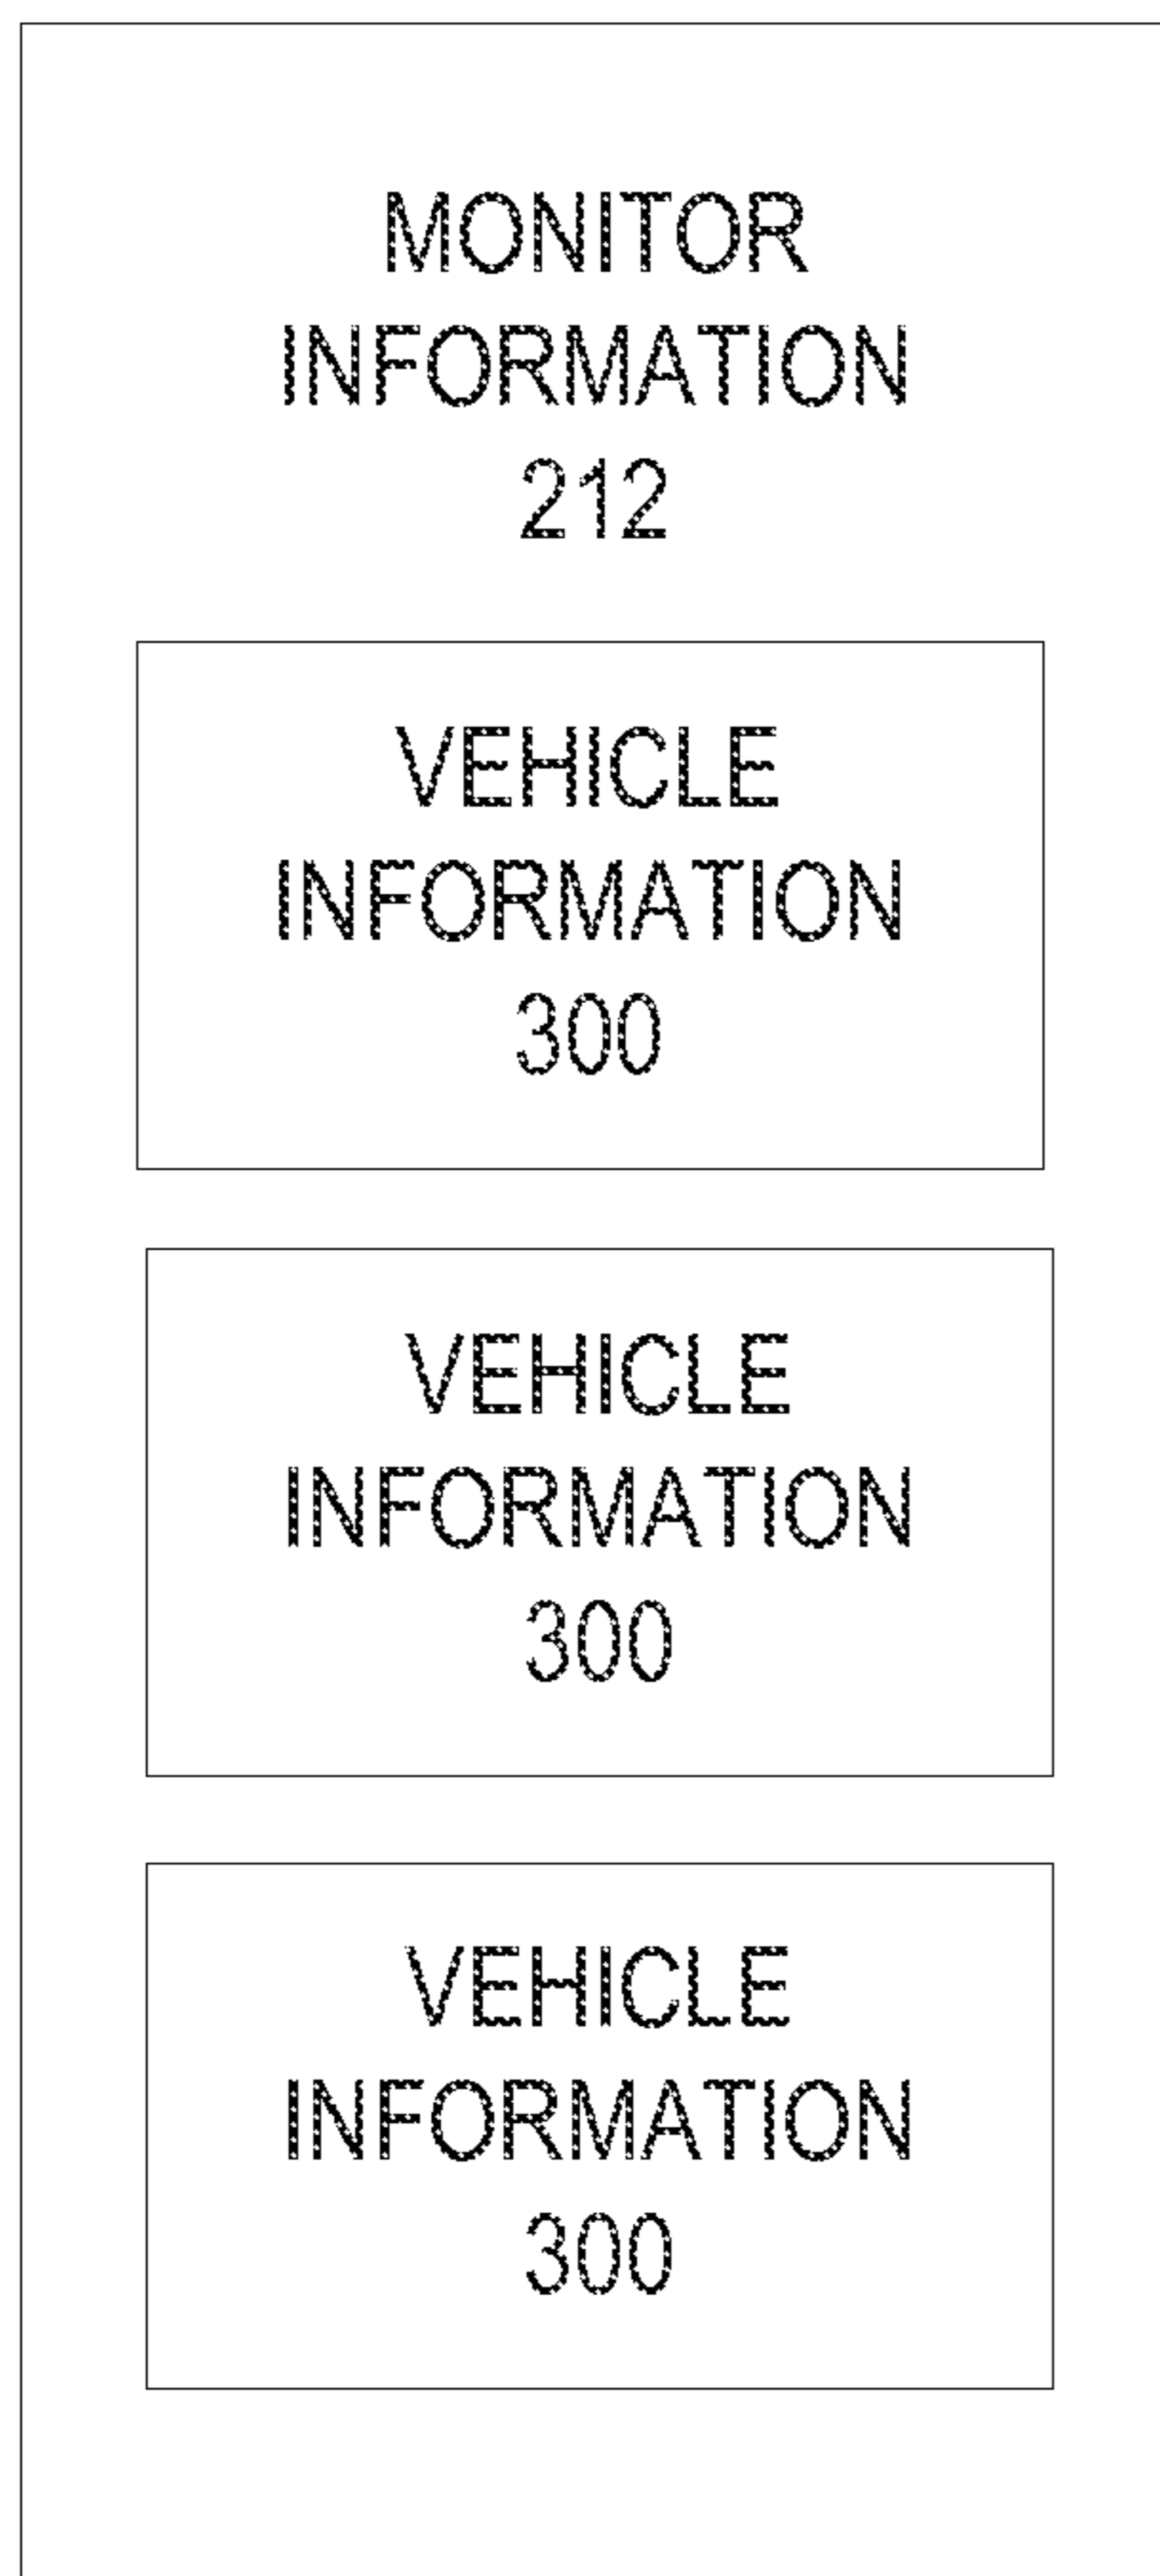 MONITOR
INFORMATION
212
VEHICLE
INFORMATION
300
VEHICLE
INFORMATION
300
VEHICLE
INFORMATION
300